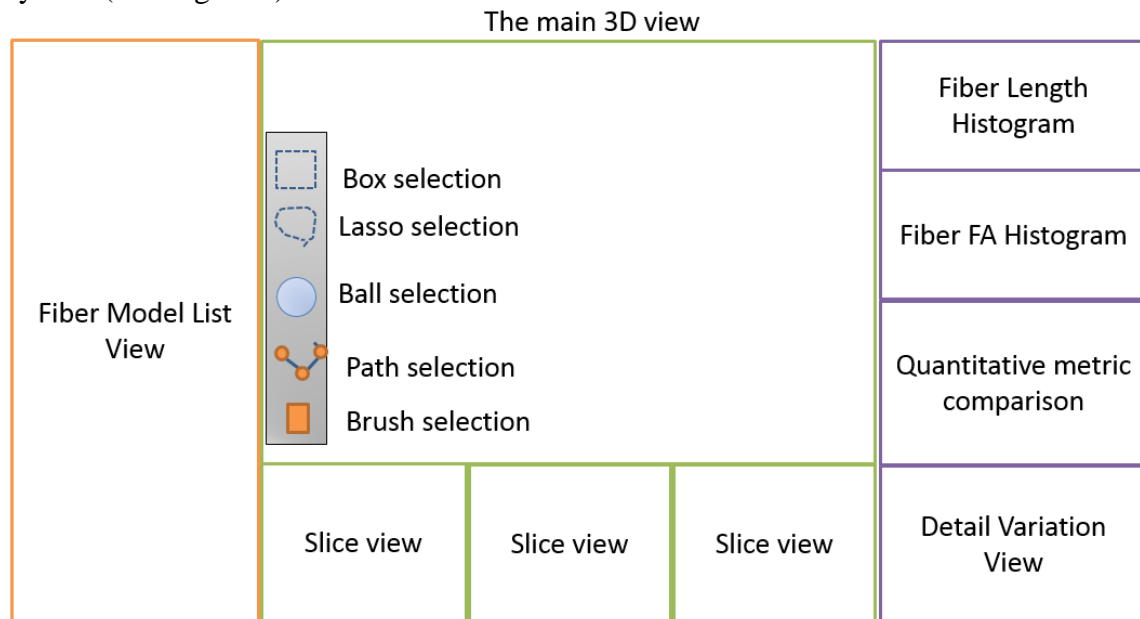 The main 3D view
Fiber Model List
View
Box selection
Lasso selection
Ball selection
Path selection
Brush selection
Slice view
Slice view
Slice view
Fiber Length
Histogram
Fiber FA Histogram
Quantitative metric
comparison
Detail Variation
View